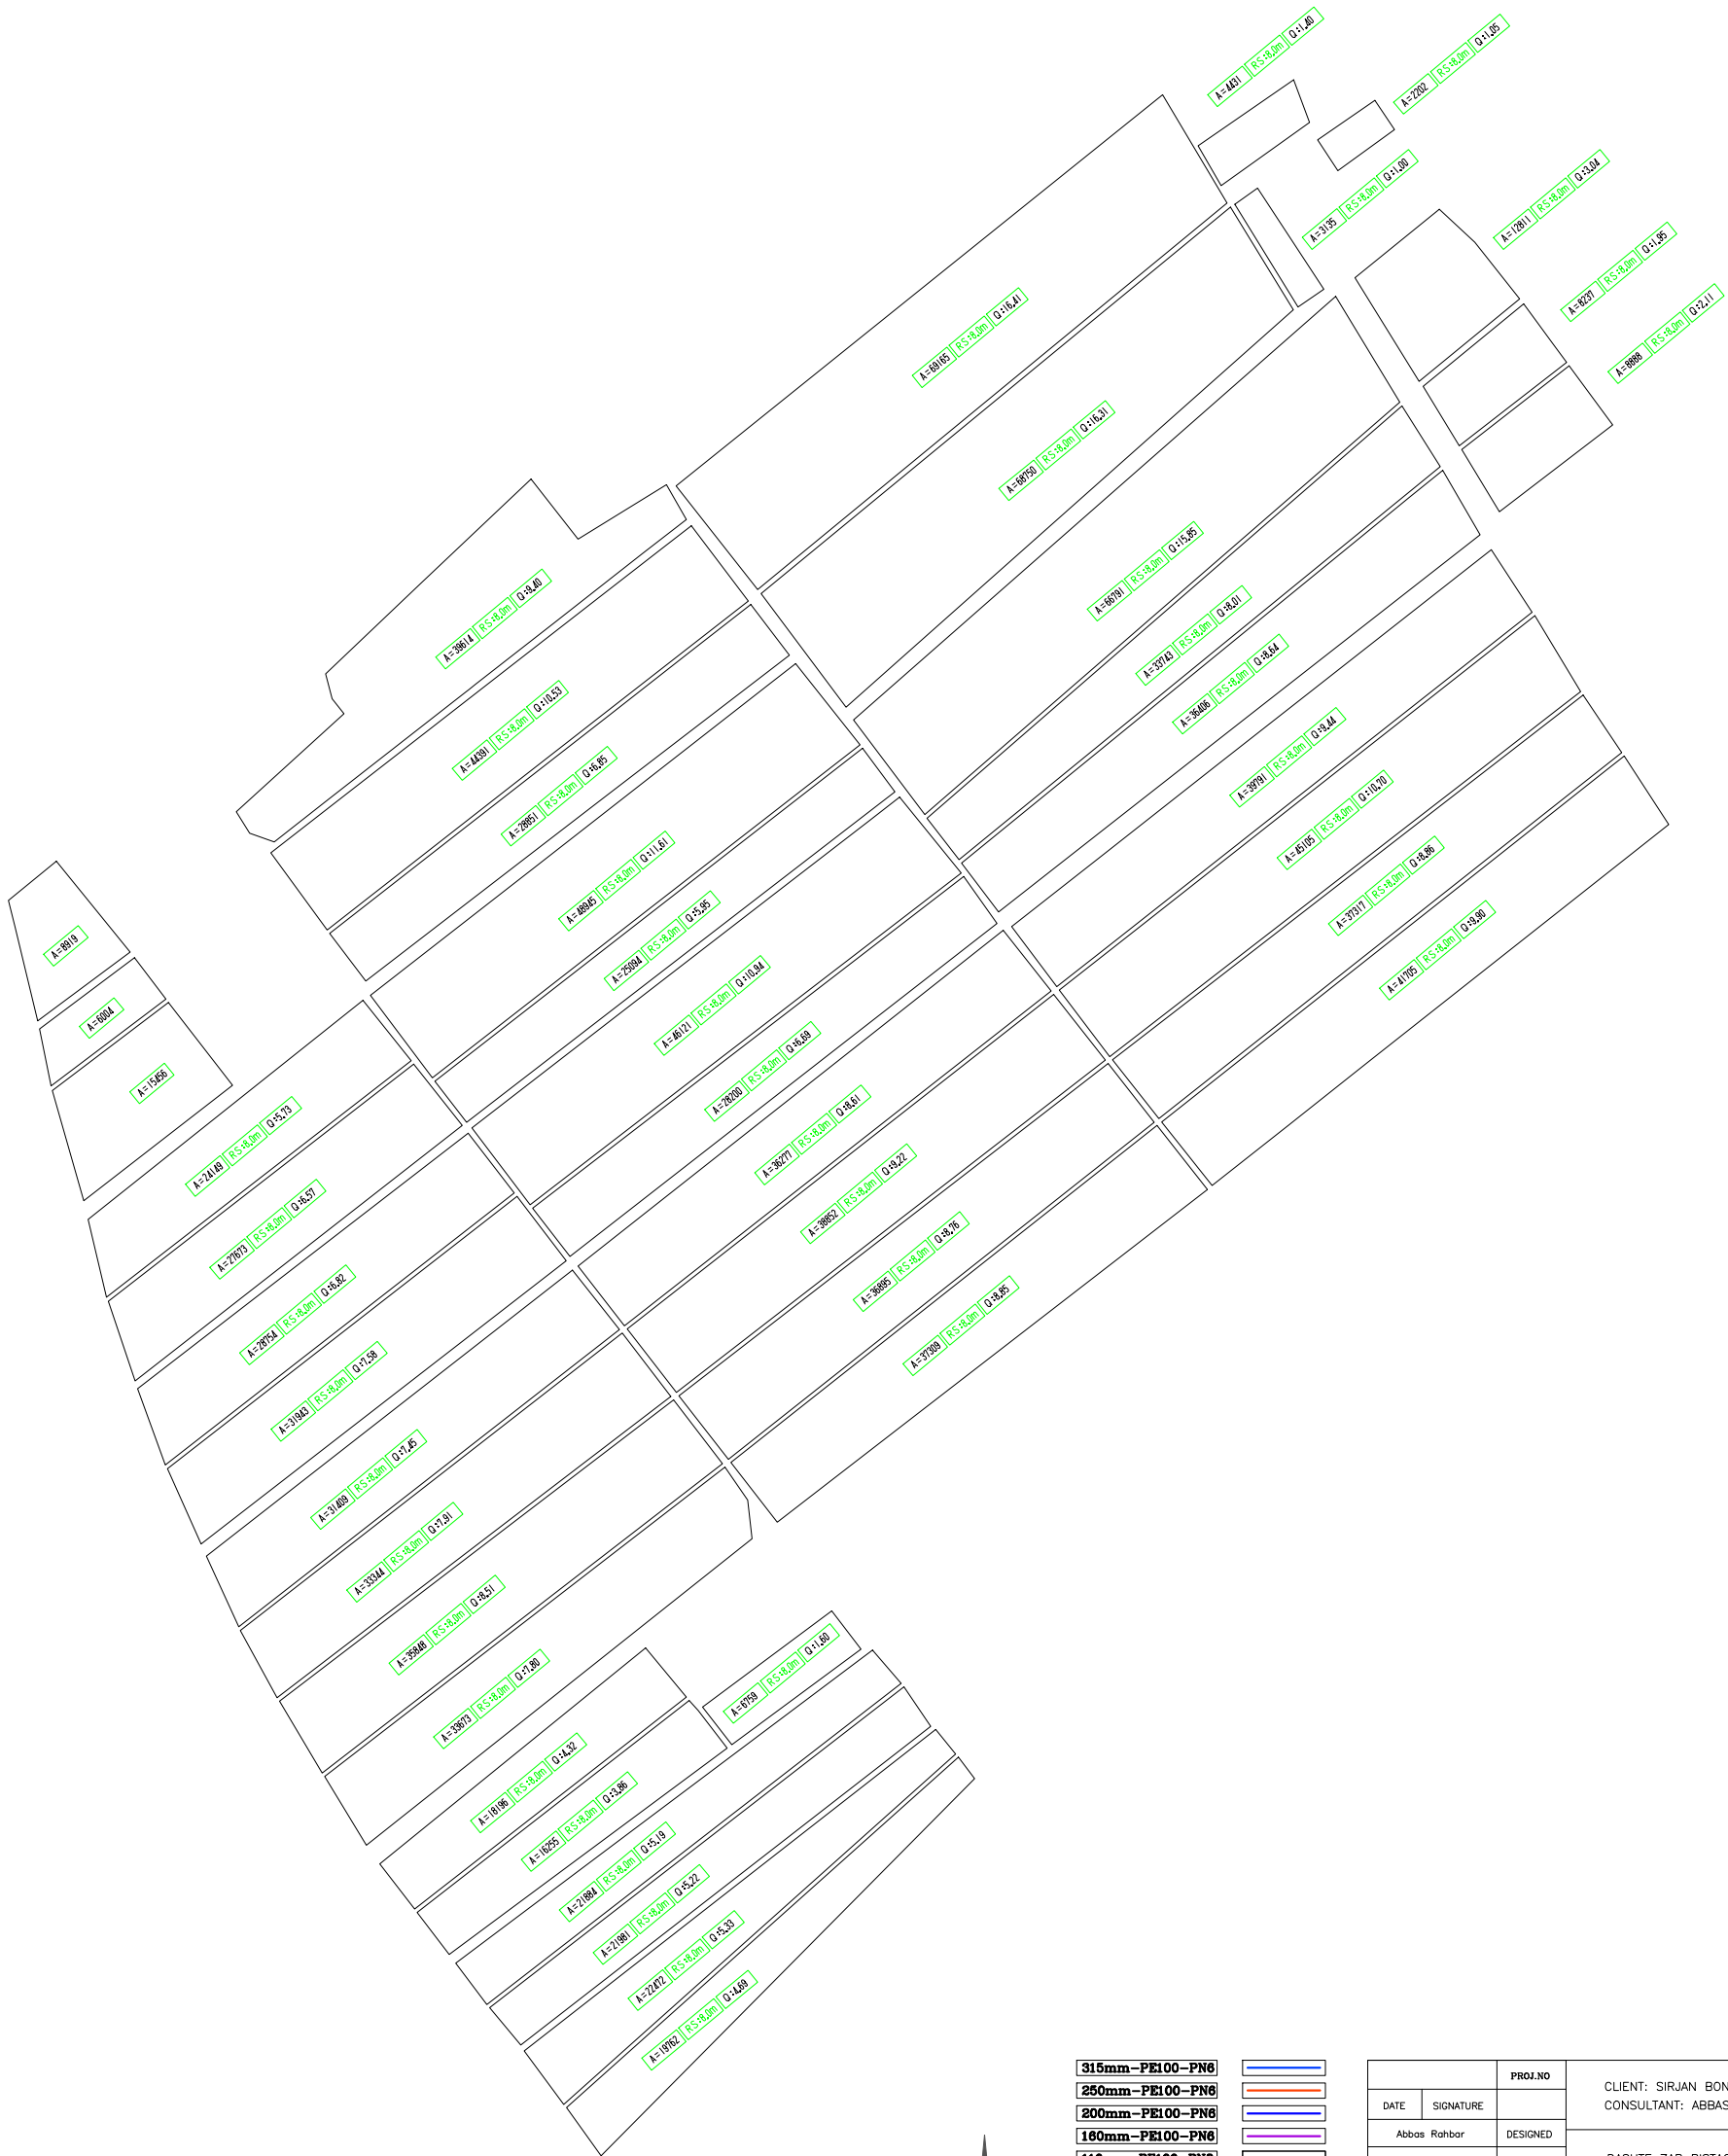 A=4431 RS:8.0m Q:1.40
A=2202 RS:8.0m Q:1.05
A=3135 RS:8.0m Q:1.00
A=12811 RS:8.0m Q:3.04
A=8237 RS:8.0m Q:1.95
A=8888 RS:8.0m Q:2.11
A=69165 RS:8.0m Q:16.41
A=68750 RS:8.0m Q:16.31
A=66791 RS:8.0m Q:15.85
A=33743 RS:8.0m Q:8.01
A=36406 RS:8.0m Q:8.64
A=39791 RS:8.0m Q:9.44
A=45105 RS:8.0m Q:10.70
A=37317 RS:8.0m Q:8.86
A=41705 RS:8.0m Q:9.90
A=39614 RS:8.0m Q:9.40
A=44391 RS:8.0m Q:10.53
A=28851 RS:8.0m Q:6.85
A=48945 RS:8.0m Q:11.61
A=25094 RS:8.0m Q:5.95
A=46121 RS:8.0m Q:10.94
A=28200 RS:8.0m Q:6.69
A=36277 RS:8.0m Q:8.61
A=38852 RS:8.0m Q:9.22
A=36895 RS:8.0m Q:8.76
A=37309 RS:8.0m Q:8.85
A=8919
A=6004
A=15456
A=24149 RS:8.0m Q:5.73
A=27673 RS:8.0m Q:6.57
A=28754 RS:8.0m Q:6.82
A=31943 RS:8.0m Q:7.58
A=31409 RS:8.0m Q:7.45
A=33344 RS:8.0m Q:7.91
A=35848 RS:8.0m Q:8.51
A=33673 RS:8.0m Q:7.80
A=6759 RS:8.0m Q:1.60
A=18196 RS:8.0m Q:4.32
A=16255 RS:8.0m Q:3.86
A=21884 RS:8.0m Q:5.19
A=21981 RS:8.0m Q:5.22
A=22472 RS:8.0m Q:5.33
A=19762 RS:8.0m Q:4.69
315mm-PE100-PN6
250mm-PE100-PN6
200mm-PE100-PN6
160mm-PE100-PN6
PROJ.NO
DATE SIGNATURE
Abbas Rahbar DESIGNED
CLIENT: SIRJAN BON
CONSULTANT: ABBAS